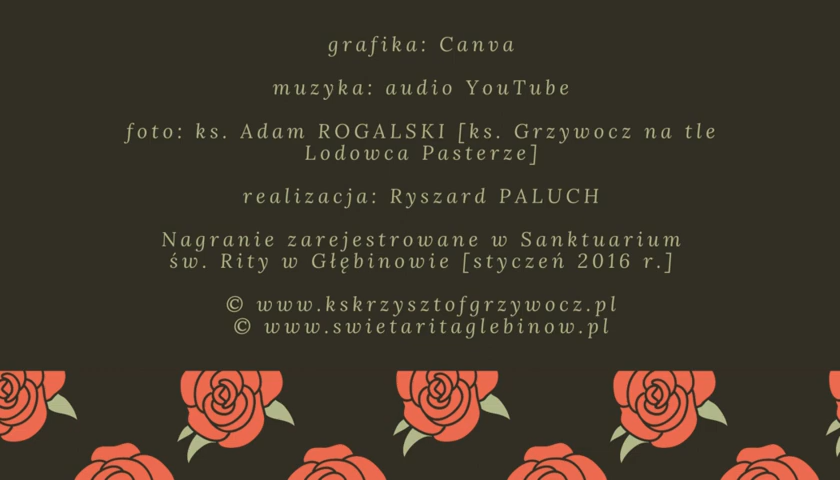 grafika: Canva
muzyka: audio YouTube
foto: ks. Adam ROGALSKI [ks. Grzywocz na tle
Lodowca Pasterze]
realizacja: Ryszard PALUCH
Nagranie zarejestrowane w Sanktuarium
św. Rity w Głębinowie [styczeń 2016 r.]
© www.kskrzysztofgrzywocz.pl
© www.swietaritaglebinow.pl